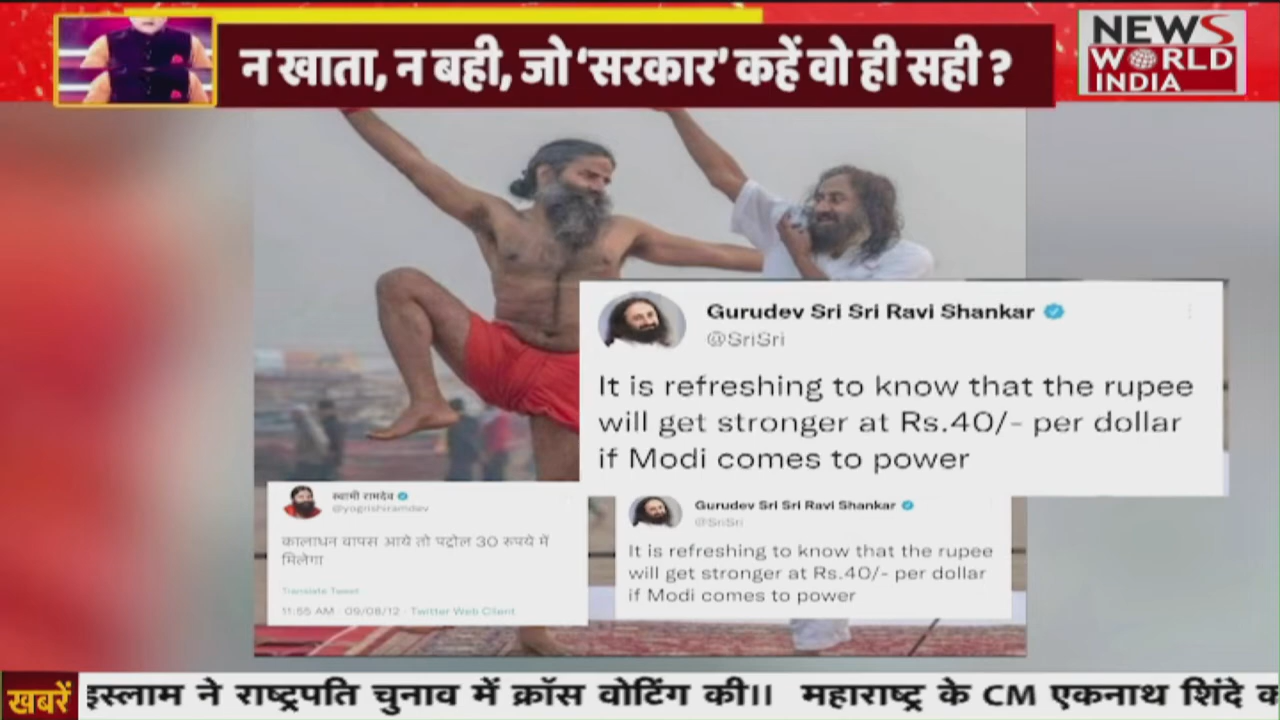 न खाता, न बही, जो ‘सरकार’ कहें वो ही सही ?
NEWS
WORLD
INDIA
Gurudev Sri Sri Ravi Shankar
@SriSri
It is refreshing to know that the rupee
will get stronger at Rs.40/- per dollar
if Modi comes to power
स्वामी रामदेव
@yogrishiramdev
कालाधन वापस आये तो पट्रोल 30 रुपये में
मिलेगा
Translate Tweet
11:55 AM · 09/08/12 · Twitter Web Client
Gurudev Sri Sri Ravi Shankar
@SriSri
It is refreshing to know that the rupee
will get stronger at Rs.40/- per dollar
if Modi comes to power
खबरें
इस्लाम ने राष्ट्रपति चुनाव में क्रॉस वोटिंग की।। महाराष्ट्र के CM एकनाथ शिंदे